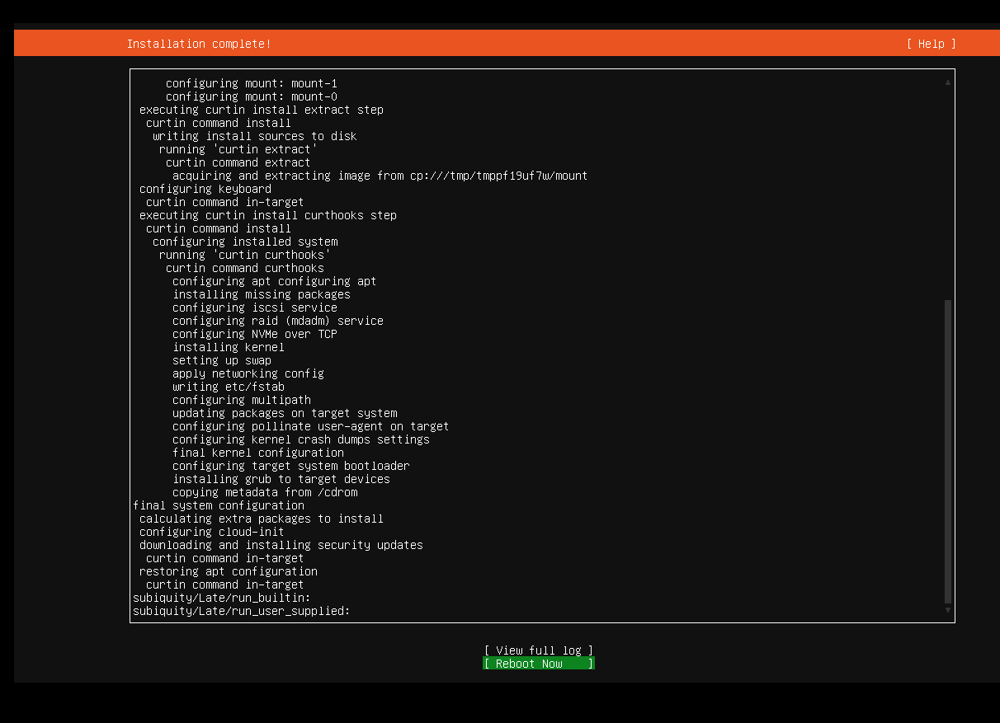 Installation complete!
[ Help ]
configuring mount: mount-1
configuring mount: mount-0
executing curtin install extract step
curtin command install
writing install sources to disk
running 'curtin extract'
curtin command extract
acquiring and extracting image from cp:///tmp/tmppf19uf7w/mount
configuring keyboard
curtin command in-target
executing curtin install curthooks step
curtin command install
configuring installed system
running 'curtin curthooks'
curtin command curthooks
configuring apt configuring apt
installing missing packages
configuring iscsi service
configuring raid (mdadm) service
configuring NVMe over TCP
installing kernel
setting up swap
apply networking config
writing etc/fstab
configuring multipath
updating packages on target system
configuring pollinate user-agent on target
configuring kernel crash dumps settings
final kernel configuration
configuring target system bootloader
installing grub to target devices
copying metadata from /cdrom
final system configuration
calculating extra packages to install
configuring cloud-init
downloading and installing security updates
curtin command in-target
restoring apt configuration
curtin command in-target
subiquity/Late/run_builtin:
subiquity/Late/run_user_supplied:
[ View full log ]
[ Reboot Now ]